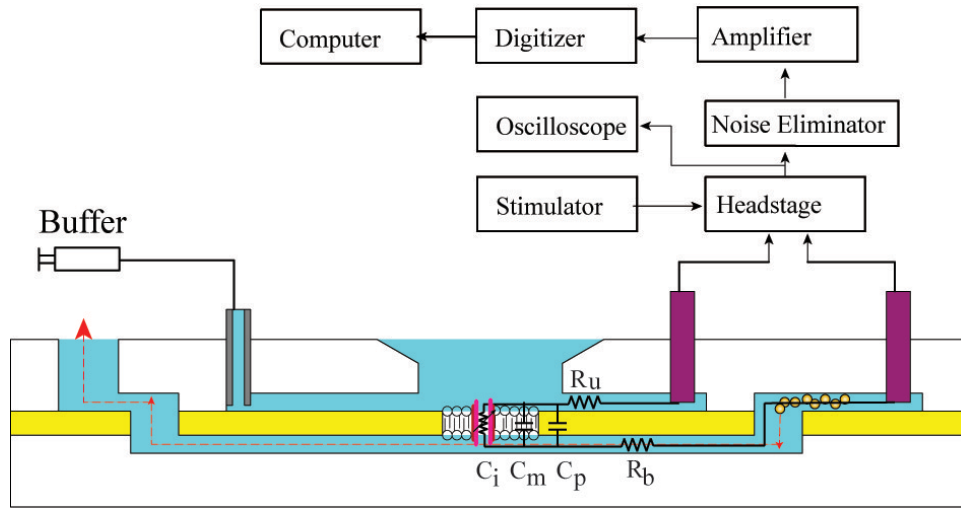 Computer
Digitizer
Amplifier
Oscilloscope
Noise Eliminator
Stimulator
Headstage
Buffer
Ru
Ci
Cm
Cp
Rb